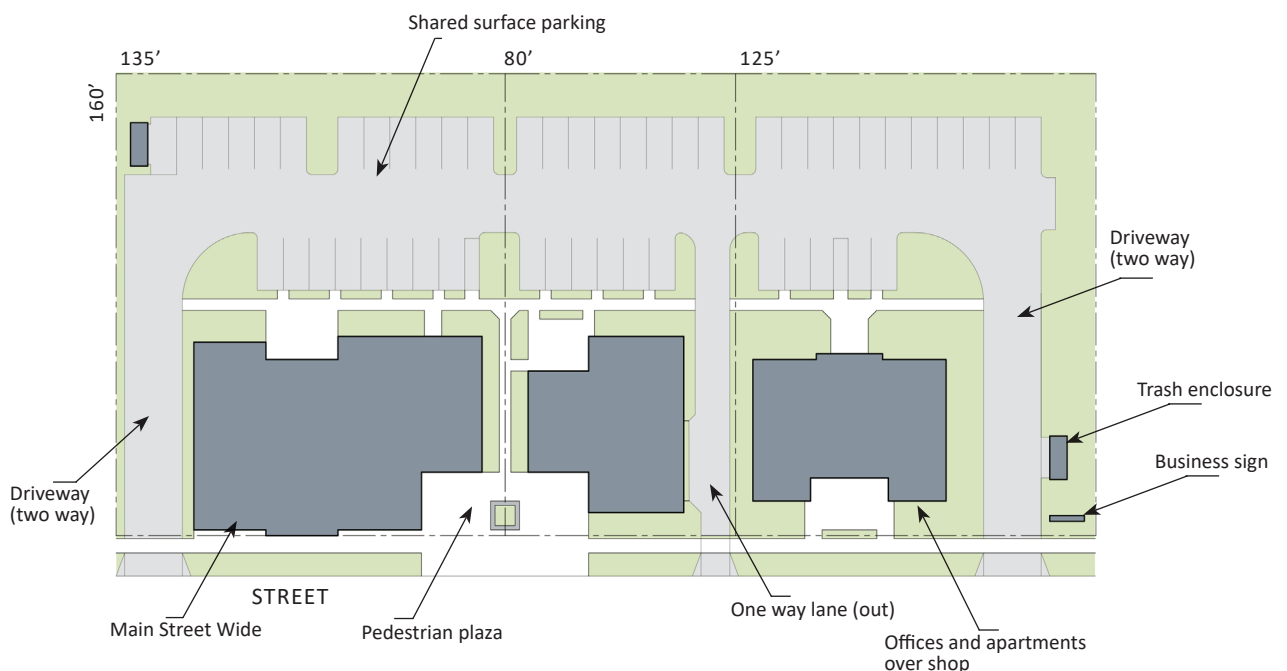 Shared surface parking
135’
80’
125’
160’
Driveway
(two way)
Trash enclosure
Business sign
Driveway
(two way)
STREET
Main Street Wide
Pedestrian plaza
One way lane (out)
Offices and apartments
over shop